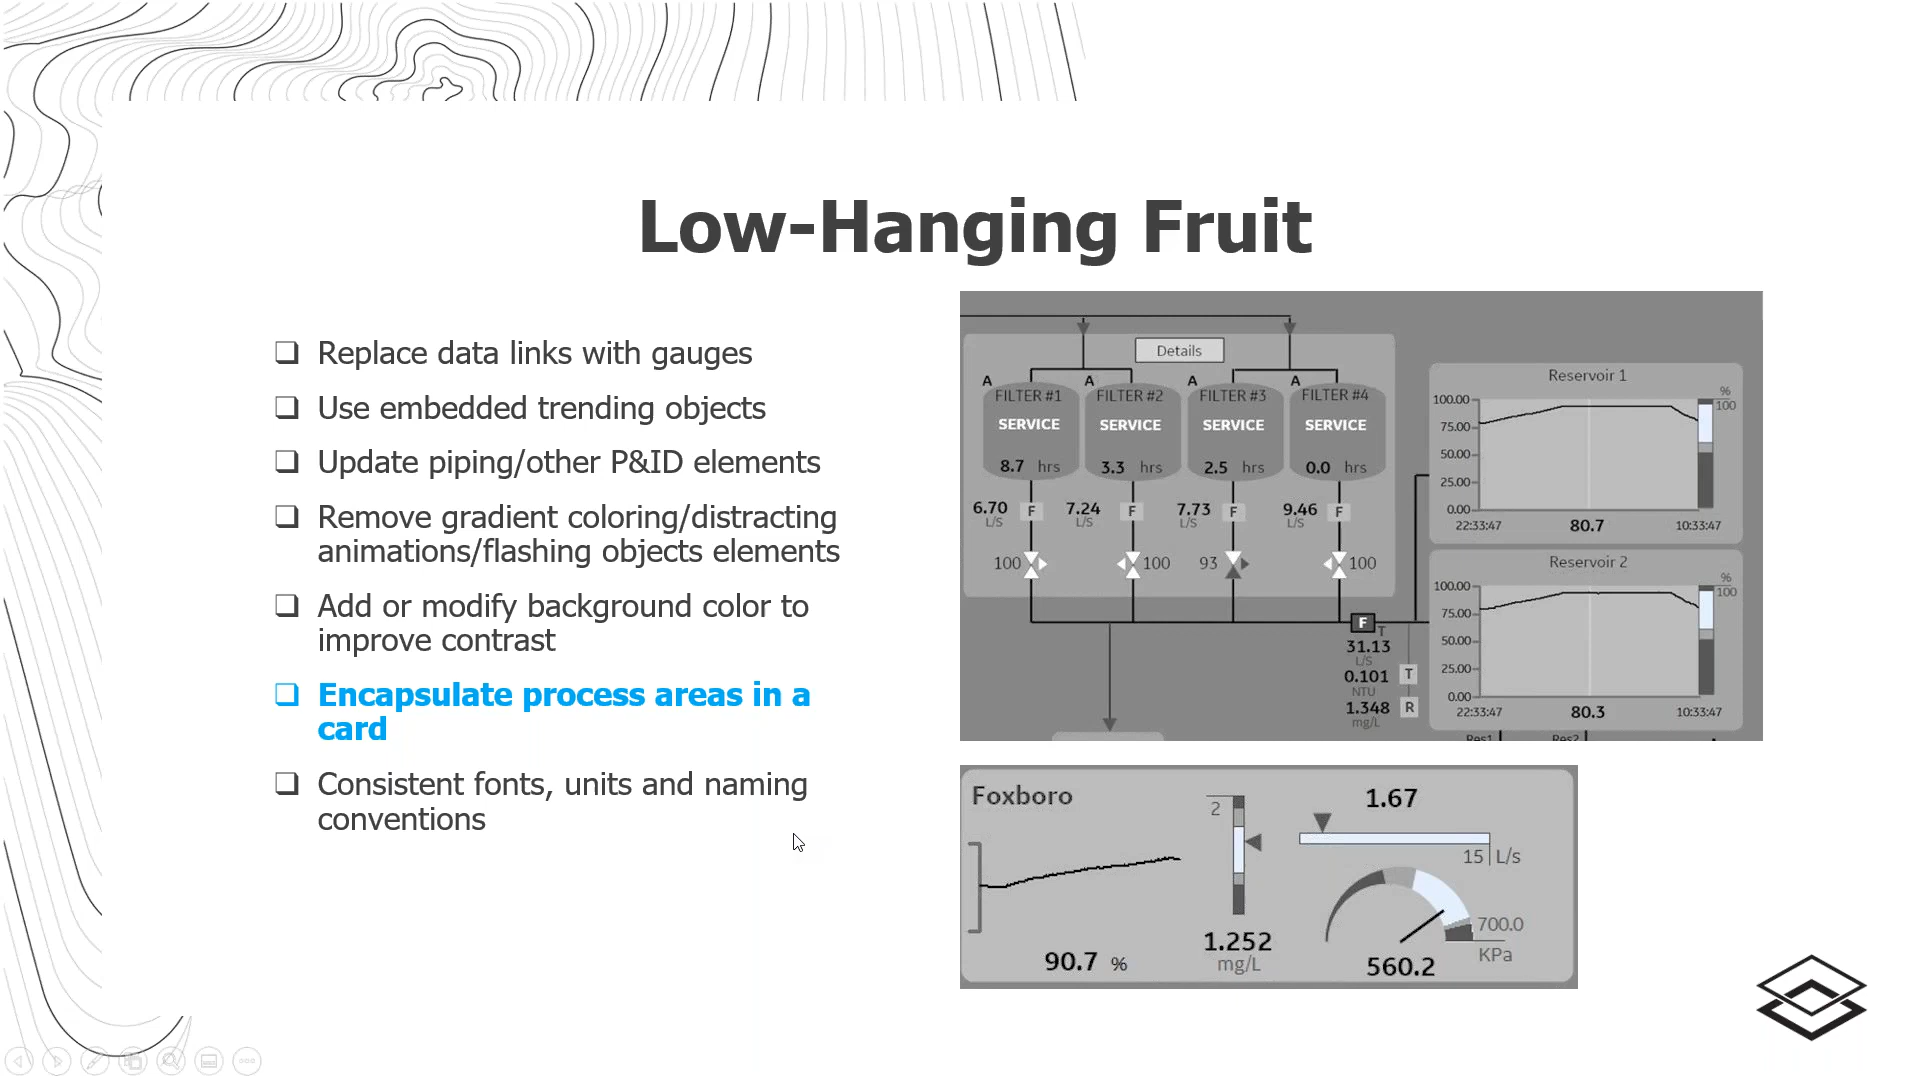 Low-Hanging Fruit
❑ Replace data links with gauges
❑ Use embedded trending objects
❑ Update piping/other P&ID elements
❑ Remove gradient coloring/distracting
animations/flashing objects elements
❑ Add or modify background color to
improve contrast
❑ Encapsulate process areas in a
card
❑ Consistent fonts, units and naming
conventions
Details
A A A A
FILTER #1 FILTER #2 FILTER #3 FILTER #4
SERVICE SERVICE SERVICE SERVICE
8.7 hrs 3.3 hrs 2.5 hrs 0.0 hrs
6.70 F 7.24 F 7.73 F 9.46 F
L/S L/S L/S L/S
100 100 93 100
F
T
31.13
L/S
0.101 T
NTU
1.348 R
mg/L
Reservoir 1
%
100.00 100
75.00
50.00
25.00
0.00
22:33:47 80.7 10:33:47
Reservoir 2
%
100.00 100
75.00
50.00
25.00
0.00
22:33:47 80.3 10:33:47
Res1 Res2
Foxboro
90.7 %
2
1.252
mg/L
1.67
15 L/s
700.0
KPa
560.2